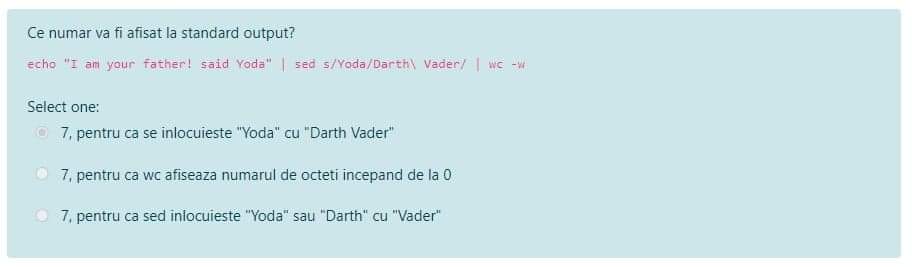 Ce numar va fi afisat la standard output?
echo "I am your father! said Yoda" | sed s/Yoda/Darth\ Vader/ | wc -w
Select one:
7, pentru ca se inlocuieste "Yoda" cu "Darth Vader"
7, pentru ca wc afiseaza numarul de octeti incepand de la 0
7, pentru ca sed inlocuieste "Yoda" sau "Darth" cu "Vader"